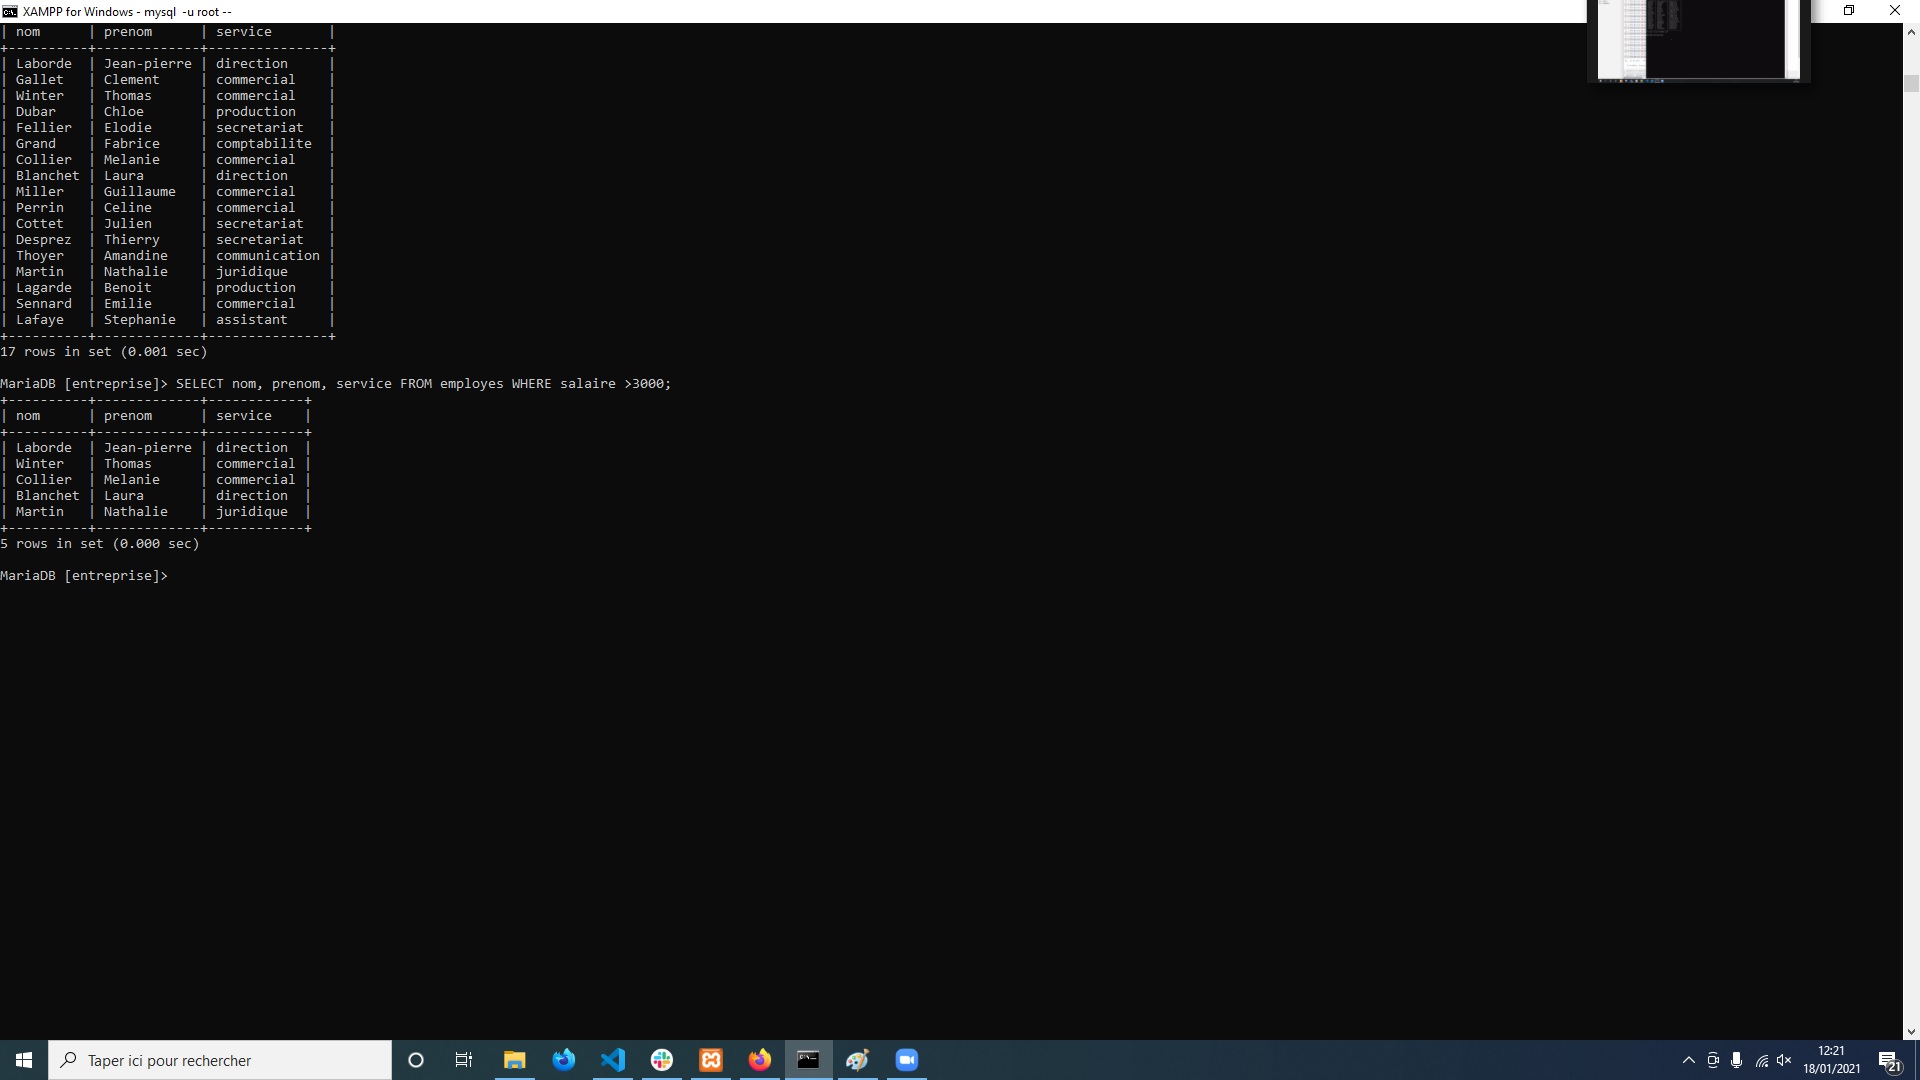 XAMPP for Windows - mysql  -u root --
| nom      | prenom      | service       |
+----------+-------------+---------------+
| Laborde  | Jean-pierre | direction     |
| Gallet   | Clement     | commercial    |
| Winter   | Thomas      | commercial    |
| Dubar    | Chloe       | production    |
| Fellier  | Elodie      | secretariat   |
| Grand    | Fabrice     | comptabilite  |
| Collier  | Melanie     | commercial    |
| Blanchet | Laura       | direction     |
| Miller   | Guillaume   | commercial    |
| Perrin   | Celine      | commercial    |
| Cottet   | Julien      | secretariat   |
| Desprez  | Thierry     | secretariat   |
| Thoyer   | Amandine    | communication |
| Martin   | Nathalie    | juridique     |
| Lagarde  | Benoit      | production    |
| Sennard  | Emilie      | commercial    |
| Lafaye   | Stephanie   | assistant     |
+----------+-------------+---------------+
17 rows in set (0.001 sec)
MariaDB [entreprise]> SELECT nom, prenom, service FROM employes WHERE salaire >3000;
+----------+-------------+------------+
| nom      | prenom      | service    |
+----------+-------------+------------+
| Laborde  | Jean-pierre | direction  |
| Winter   | Thomas      | commercial |
| Collier  | Melanie     | commercial |
| Blanchet | Laura       | direction  |
| Martin   | Nathalie    | juridique  |
+----------+-------------+------------+
5 rows in set (0.000 sec)
MariaDB [entreprise]>
Taper ici pour rechercher
12:21
18/01/2021
21